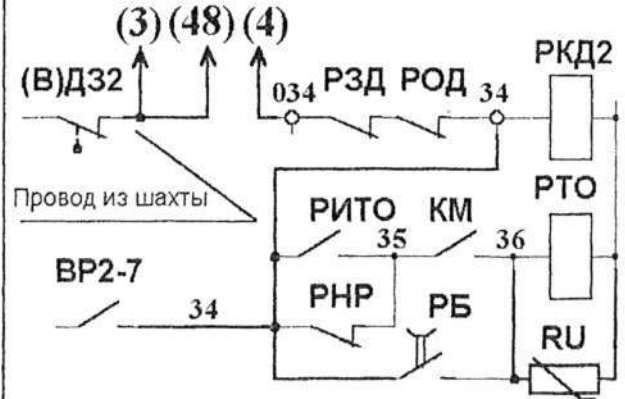 (3) (48) (4)
(В)ДЗ2
034 РЗД РОД 34 РКД2
Провод из шахты
РИТО 35 КМ 36 РТО
ВР2-7 34 РНР РБ RU